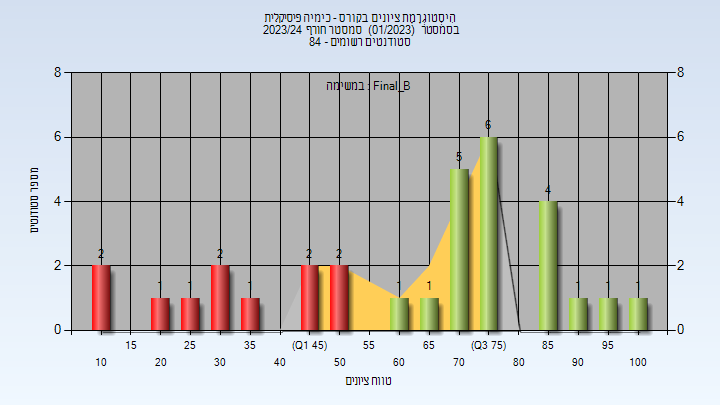 היסטוגרמת ציונים בקורס - כימיה פיסיקלית
בסמסטר (01/2023) סמסטר חורף 2023/24
סטודנטים רשומים - 84
במשימה : Final_B
מספר סטודנטים
8 8
6 6
4 4
2 2
0 0
2 1 1 2 1 2 2 1 1 5 6 4 1 1 1
15 25 35 (Q1 45) 55 65 (Q3 75) 85 95
10 20 30 40 50 60 70 80 90 100
טווח ציונים